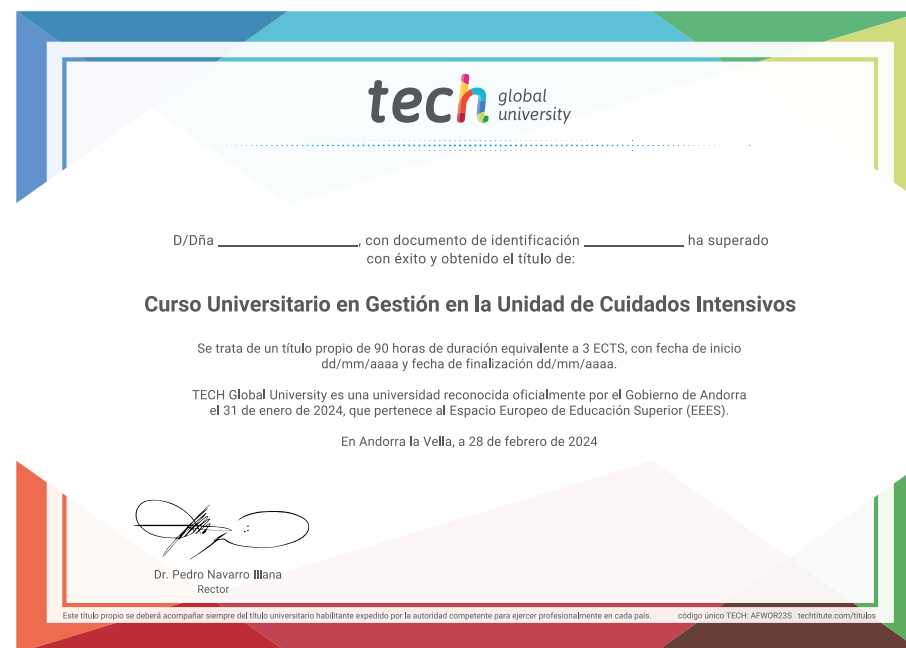 tech global university
D/Dña ____________________, con documento de identificación ______________ ha superado
con éxito y obtenido el título de:
Curso Universitario en Gestión en la Unidad de Cuidados Intensivos
Se trata de un título propio de 90 horas de duración equivalente a 3 ECTS, con fecha de inicio
dd/mm/aaaa y fecha de finalización dd/mm/aaaa.
TECH Global University es una universidad reconocida oficialmente por el Gobierno de Andorra
el 31 de enero de 2024, que pertenece al Espacio Europeo de Educación Superior (EEES).
En Andorra la Vella, a 28 de febrero de 2024
Dr. Pedro Navarro Illana
Rector
Este título propio se deberá acompañar siempre del título universitario habilitante expedido por la autoridad competente para ejercer profesionalmente en cada país. código único TECH: AFWOR23S techtitute.com/titulos